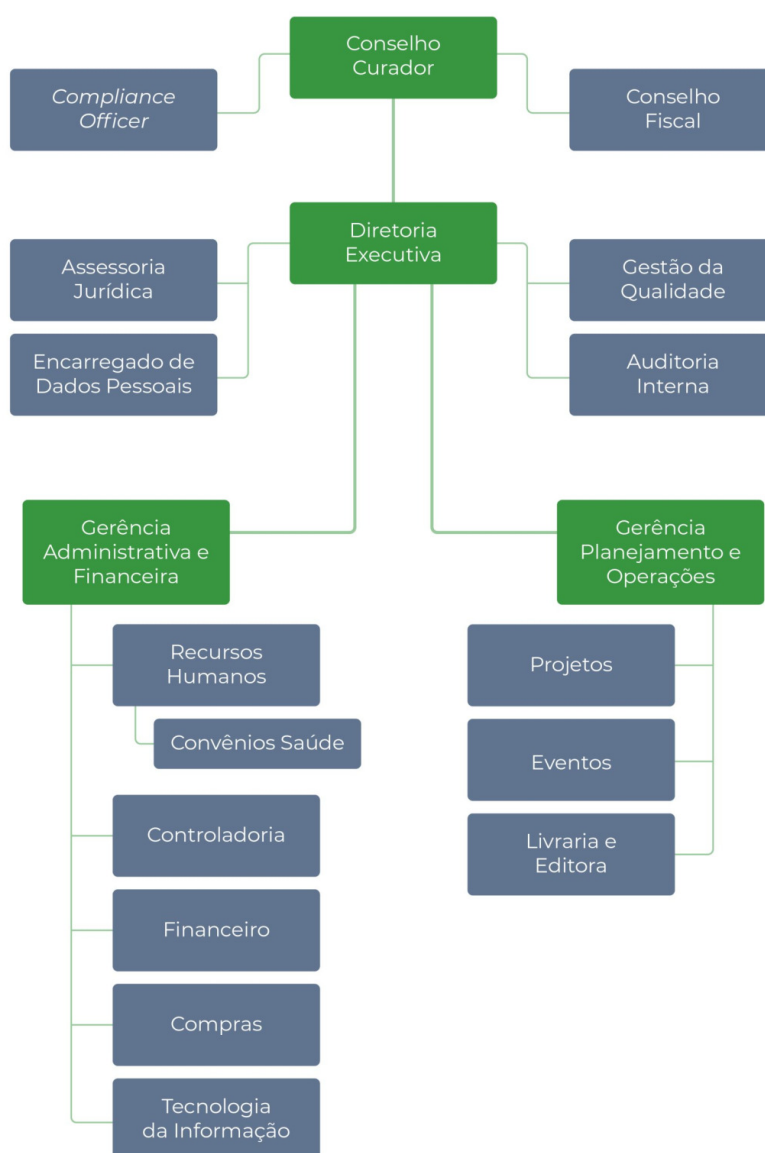 Conselho
Curador
Compliance
Officer
Conselho
Fiscal
Diretoria
Executiva
Assessoria
Jurídica
Gestão da
Qualidade
Encarregado de
Dados Pessoais
Auditoria
Interna
Gerência
Administrativa e
Financeira
Gerência
Planejamento e
Operações
Recursos
Humanos
Convênios Saúde
Controladoria
Financeiro
Compras
Tecnologia
da Informação
Projetos
Eventos
Livraria e
Editora